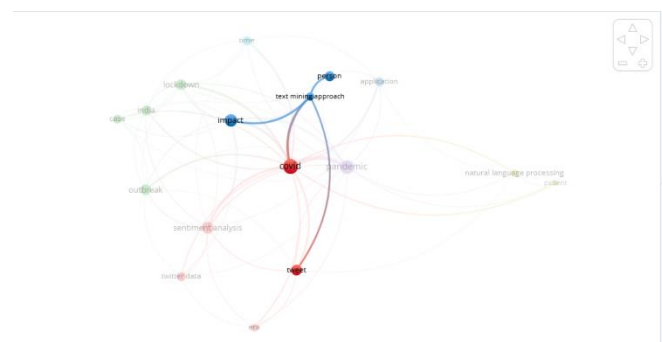 person
lockdown
application
text mining approach
india
impact
covid
pandemic
natural language processing
outbreak
sentiment analysis
tweet
twitter data